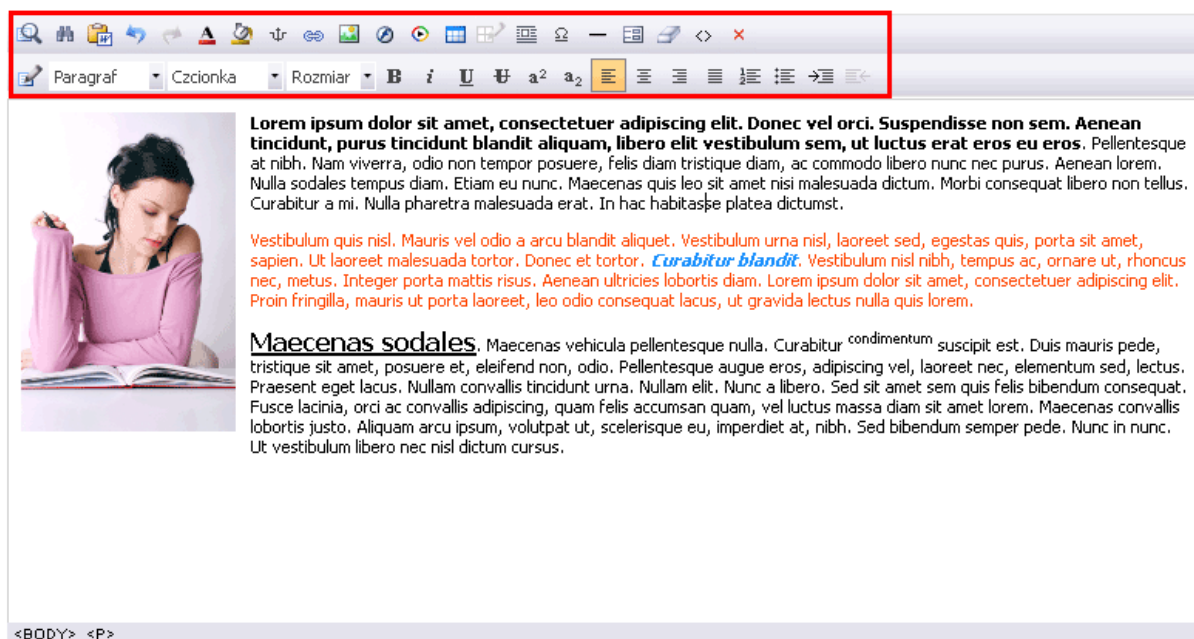 Paragraf Czcionka Rozmiar B i U U a² a₂
Lorem ipsum dolor sit amet, consectetuer adipiscing elit. Donec vel orci. Suspendisse non sem. Aenean
tincidunt, purus tincidunt blandit aliquam, libero elit vestibulum sem, ut luctus erat eros eu eros. Pellentesque
at nibh. Nam viverra, odio non tempor posuere, felis diam tristique diam, ac commodo libero nunc nec purus. Aenean lorem.
Nulla sodales tempus diam. Etiam eu nunc. Maecenas quis leo sit amet nisi malesuada dictum. Morbi consequat libero non tellus.
Curabitur a mi. Nulla pharetra malesuada erat. In hac habitasse platea dictumst.
Vestibulum quis nisl. Mauris vel odio a arcu blandit aliquet. Vestibulum urna nisl, laoreet sed, egestas quis, porta sit amet,
sapien. Ut laoreet malesuada tortor. Donec et tortor. Curabitur blandit. Vestibulum nisl nibh, tempus ac, ornare ut, rhoncus
nec, metus. Integer porta mattis risus. Aenean ultricies lobortis diam. Lorem ipsum dolor sit amet, consectetuer adipiscing elit.
Proin fringilla, mauris ut porta laoreet, leo odio consequat lacus, ut gravida lectus nulla quis lorem.
Maecenas sodales. Maecenas vehicula pellentesque nulla. Curabitur condimentum suscipit est. Duis mauris pede,
tristique sit amet, posuere et, eleifend non, odio. Pellentesque augue eros, adipiscing vel, laoreet nec, elementum sed, lectus.
Praesent eget lacus. Nullam convallis tincidunt urna. Nullam elit. Nunc a libero. Sed sit amet sem quis felis bibendum consequat.
Fusce lacinia, orci ac convallis adipiscing, quam felis accumsan quam, vel luctus massa diam sit amet lorem. Maecenas convallis
lobortis justo. Aliquam arcu ipsum, volutpat ut, scelerisque eu, imperdiet at, nibh. Sed bibendum semper pede. Nunc in nunc.
Ut vestibulum libero nec nisl dictum cursus.
<BODY> <P>